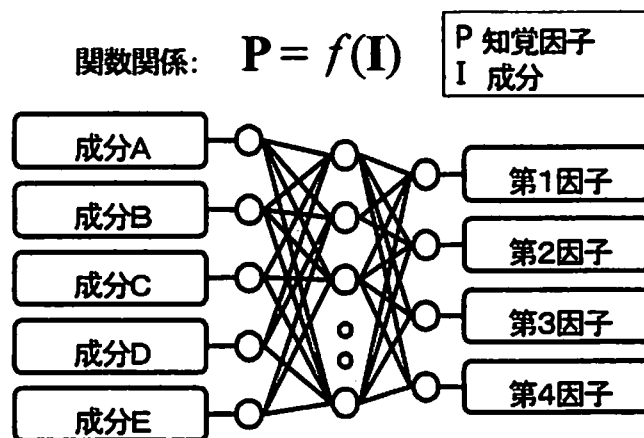 関数関係: P = f(I)
P 知覚因子
I 成分
成分A
成分B
成分C
成分D
成分E
第1因子
第2因子
第3因子
第4因子